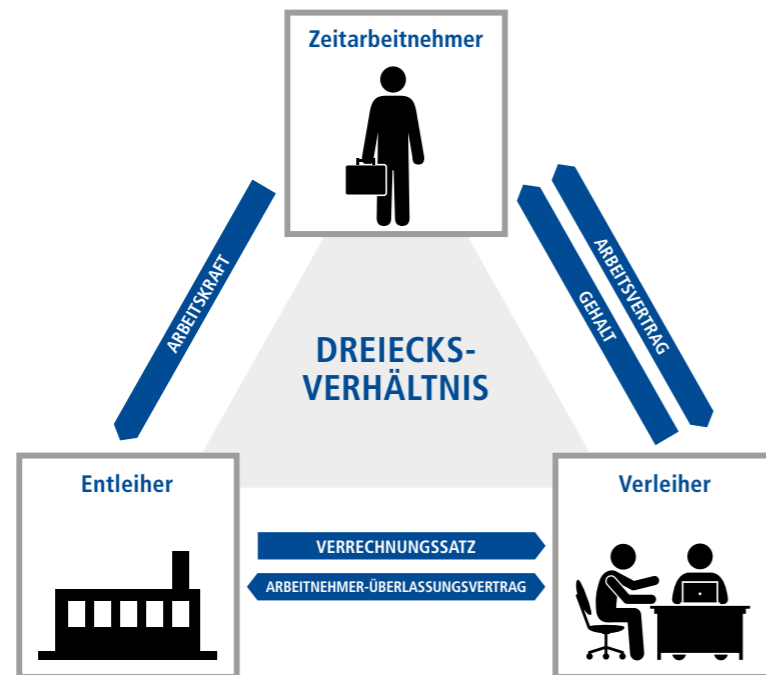 Zeitarbeitnehmer
ARBEITSKRAFT
GEHALT
ARBEITSVERTRAG
DREIECKS-
VERHÄLTNIS
Entleiher
Verleiher
VERRECHNUNGSSATZ
ARBEITNEHMER-ÜBERLASSUNGSVERTRAG